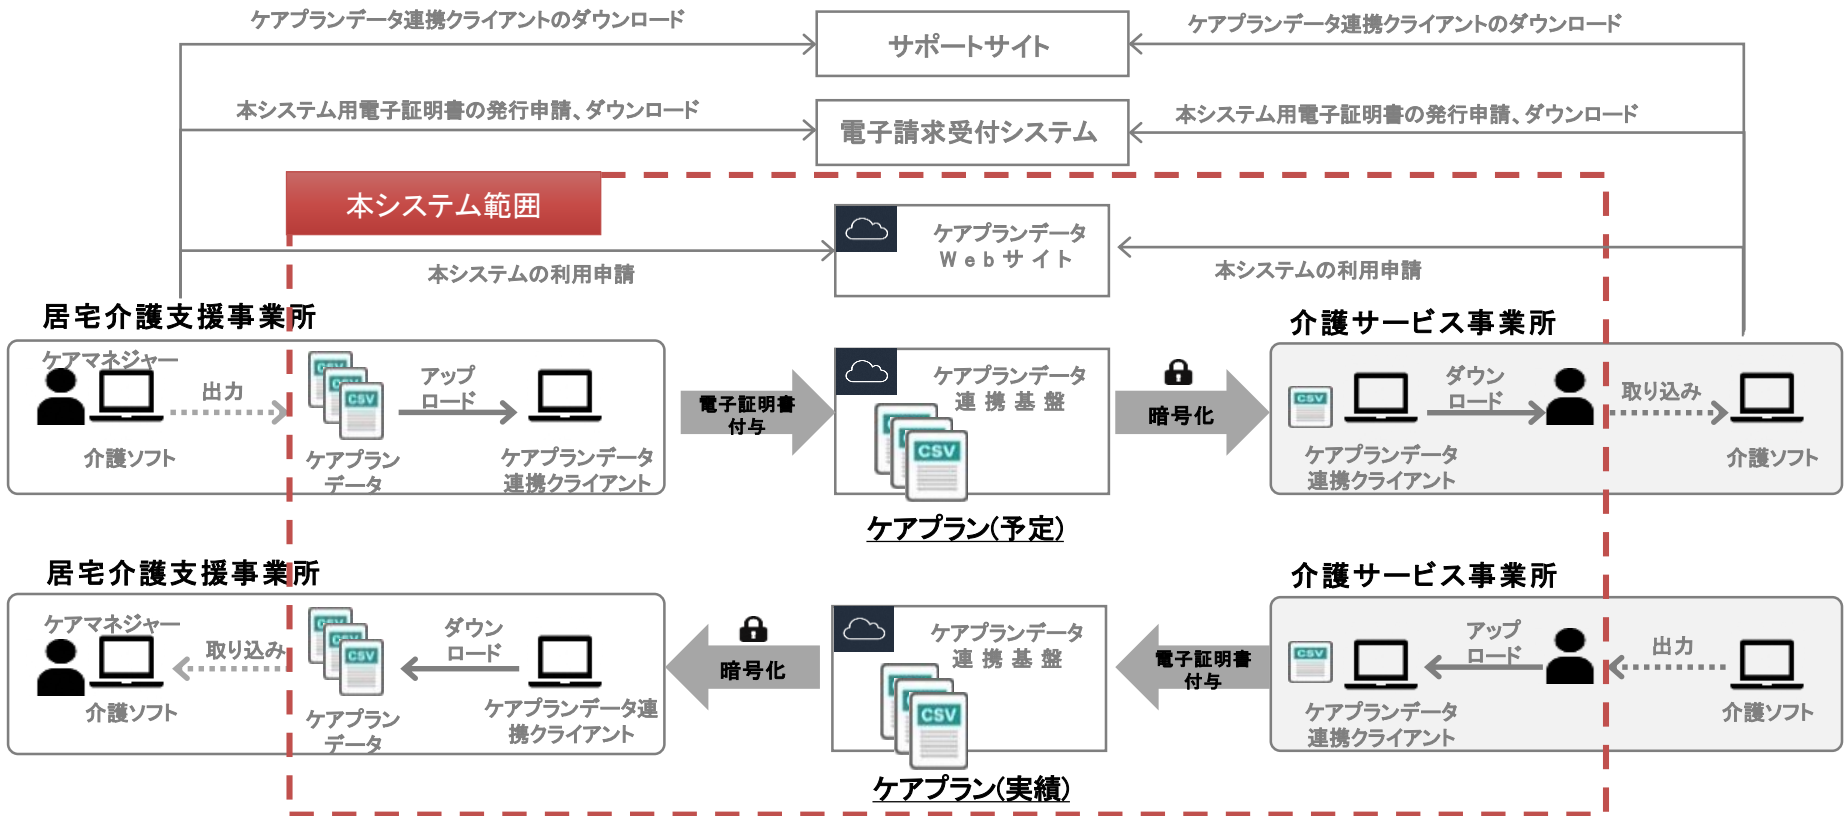 ケアプランデータ連携クライアントのダウンロード
サポートサイト
ケアプランデータ連携クライアントのダウンロード
本システム用電子証明書の発行申請、ダウンロード
電子請求受付システム
本システム用電子証明書の発行申請、ダウンロード
本システム範囲
ケアプランデータ
Webサイト
本システムの利用申請
本システムの利用申請
居宅介護支援事業所
介護サービス事業所
ケアマネジャー
出力
CSV
CSV
CSV
アップ
ロード
介護ソフト
ケアプラン
データ
ケアプランデータ
連携クライアント
電子証明書
付与
ケアプランデータ
連携基盤
CSV
CSV
CSV
暗号化
CSV
ダウン
ロード
取り込み
ケアプランデータ
連携クライアント
介護ソフト
ケアプラン(予定)
居宅介護支援事業所
介護サービス事業所
ケアマネジャー
取り込み
CSV
CSV
CSV
ダウン
ロード
介護ソフト
ケアプラン
データ
ケアプランデータ連
携クライアント
暗号化
ケアプランデータ
連携基盤
CSV
CSV
CSV
電子証明書
付与
CSV
アップ
ロード
出力
ケアプランデータ
連携クライアント
介護ソフト
ケアプラン(実績)